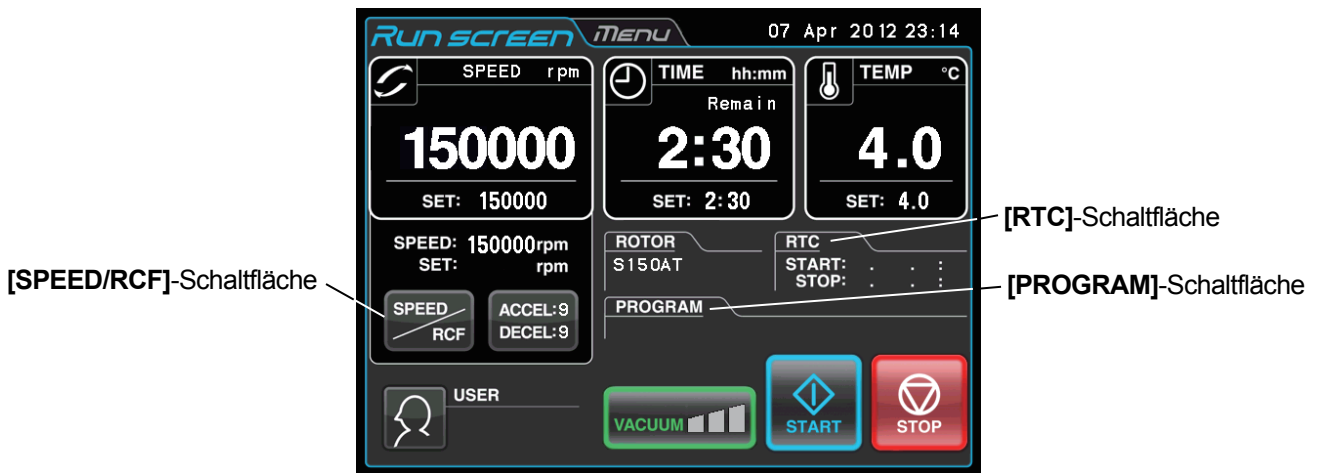 Run screen Menu 07 Apr 2012 23:14
SPEED rpm
150000
SET: 150000
TIME hh:mm
Remain
2:30
SET: 2:30
TEMP °C
4.0
SET: 4.0
SPEED: 150000rpm
SET: rpm
SPEED/RCF
ACCEL:9
DECEL:9
ROTOR
S150AT
RTC
START: . . :
STOP: . . :
PROGRAM
USER
VACUUM
START
STOP
[SPEED/RCF]-Schaltfläche
[RTC]-Schaltfläche
[PROGRAM]-Schaltfläche